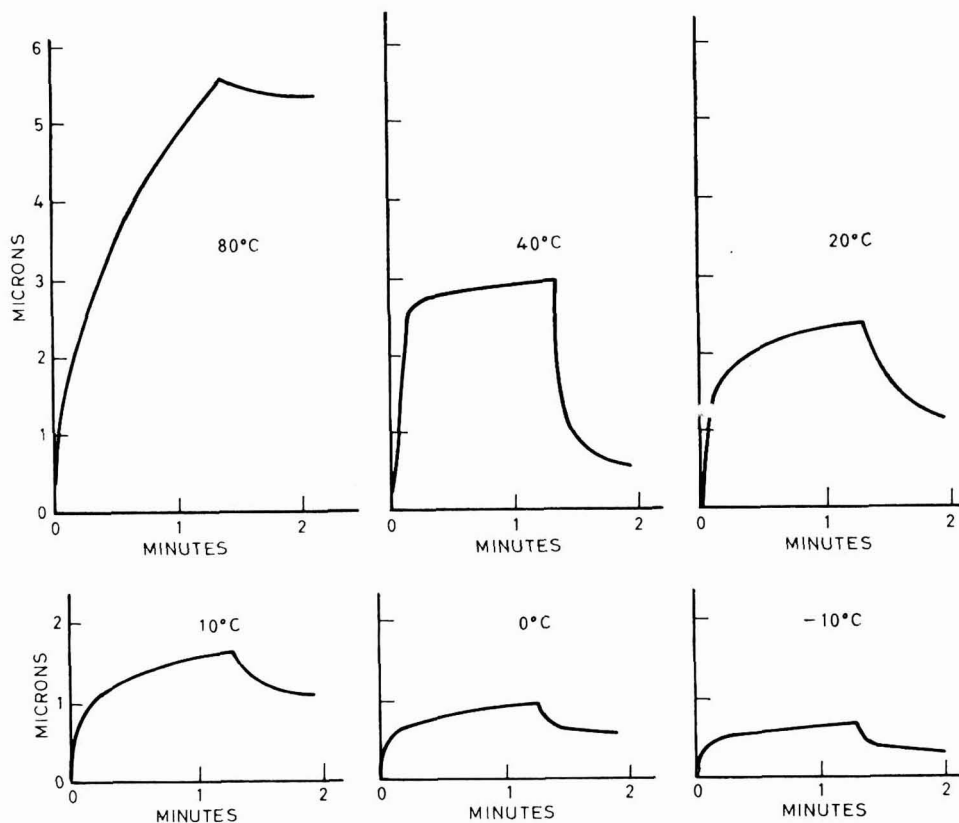 6
5
4
3
2
1
0
MICRONS
80°C
0 1 2
MINUTES
40°C
0 1 2
MINUTES
20°C
0 1 2
MINUTES
2
1
0
MICRONS
10°C
0 1 2
MINUTES
0°C
0 1 2
MINUTES
−10°C
0 1 2
MINUTES